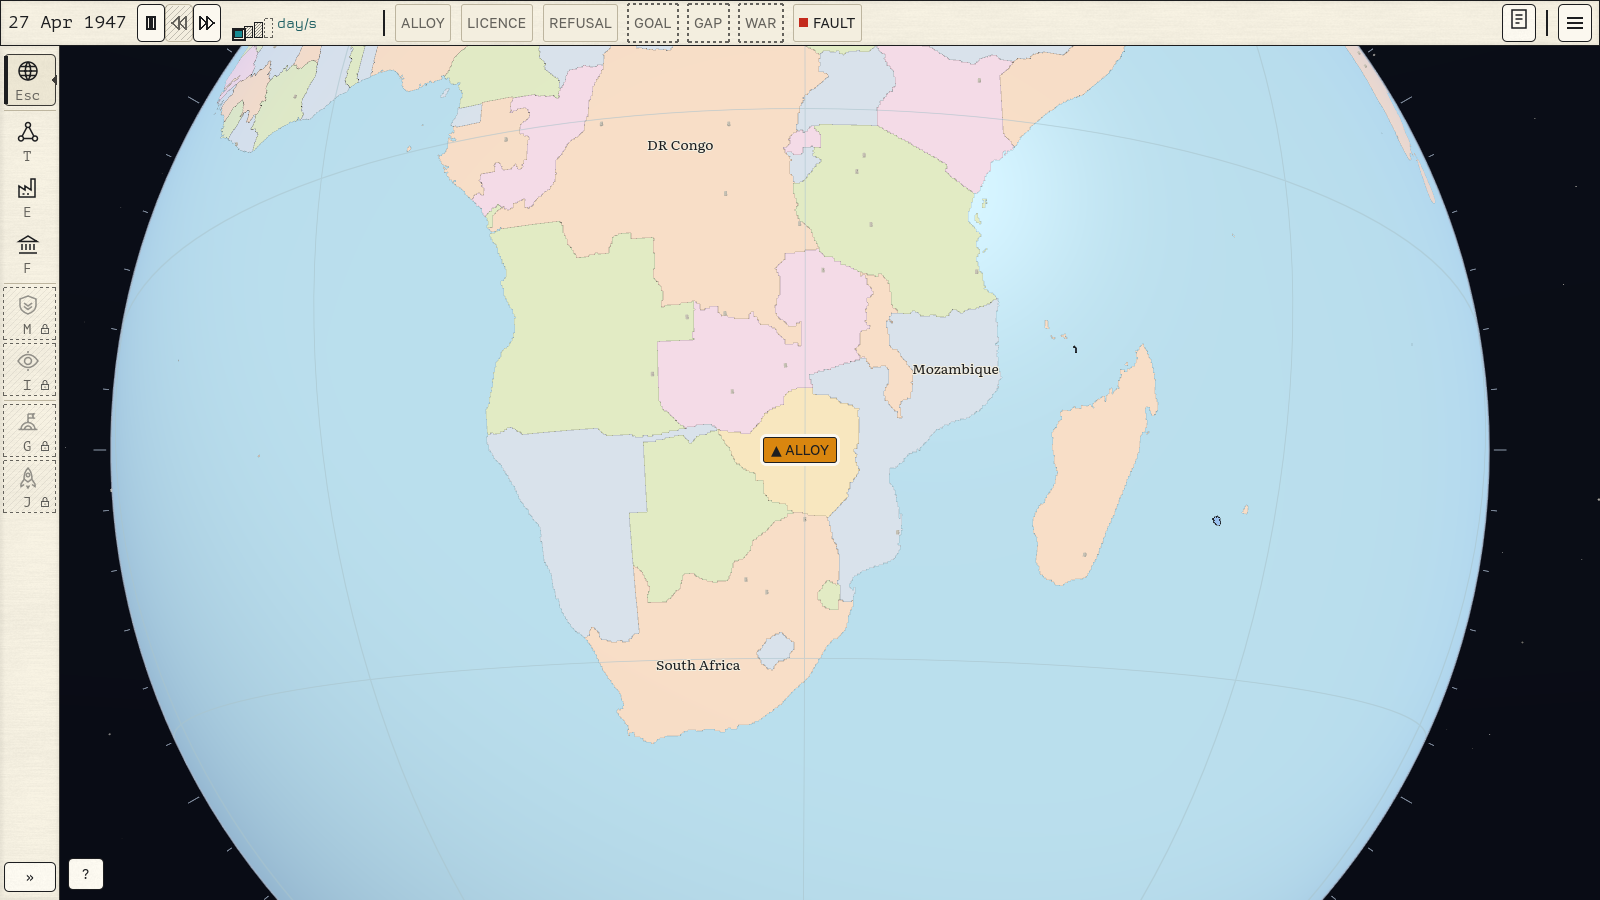 27 Apr 1947 day/s ALLOY LICENCE REFUSAL GOAL GAP WAR FAULT
Esc
T
E
F
M
I
G
J
»
?
DR Congo
Mozambique
▲ ALLOY
South Africa